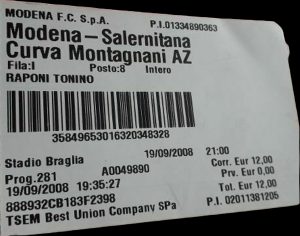 MODENA F.C. S.p.A. P.I.01334890363
Modena – Salernitana
Curva Montagnani AZ
Fila:I Posto:8 Intero
RAPONI TONINO
35849653016320348328
Stadio Braglia 19/09/2008 21:00
Prog.281 A0049890 Corr. Eur 12,00
19/09/2008 19:35:27 Prv. Eur 0,00
888932CB183F2398 Tot. Eur 12,00
TSEM Best Union Company SPa P.I. 02011381205